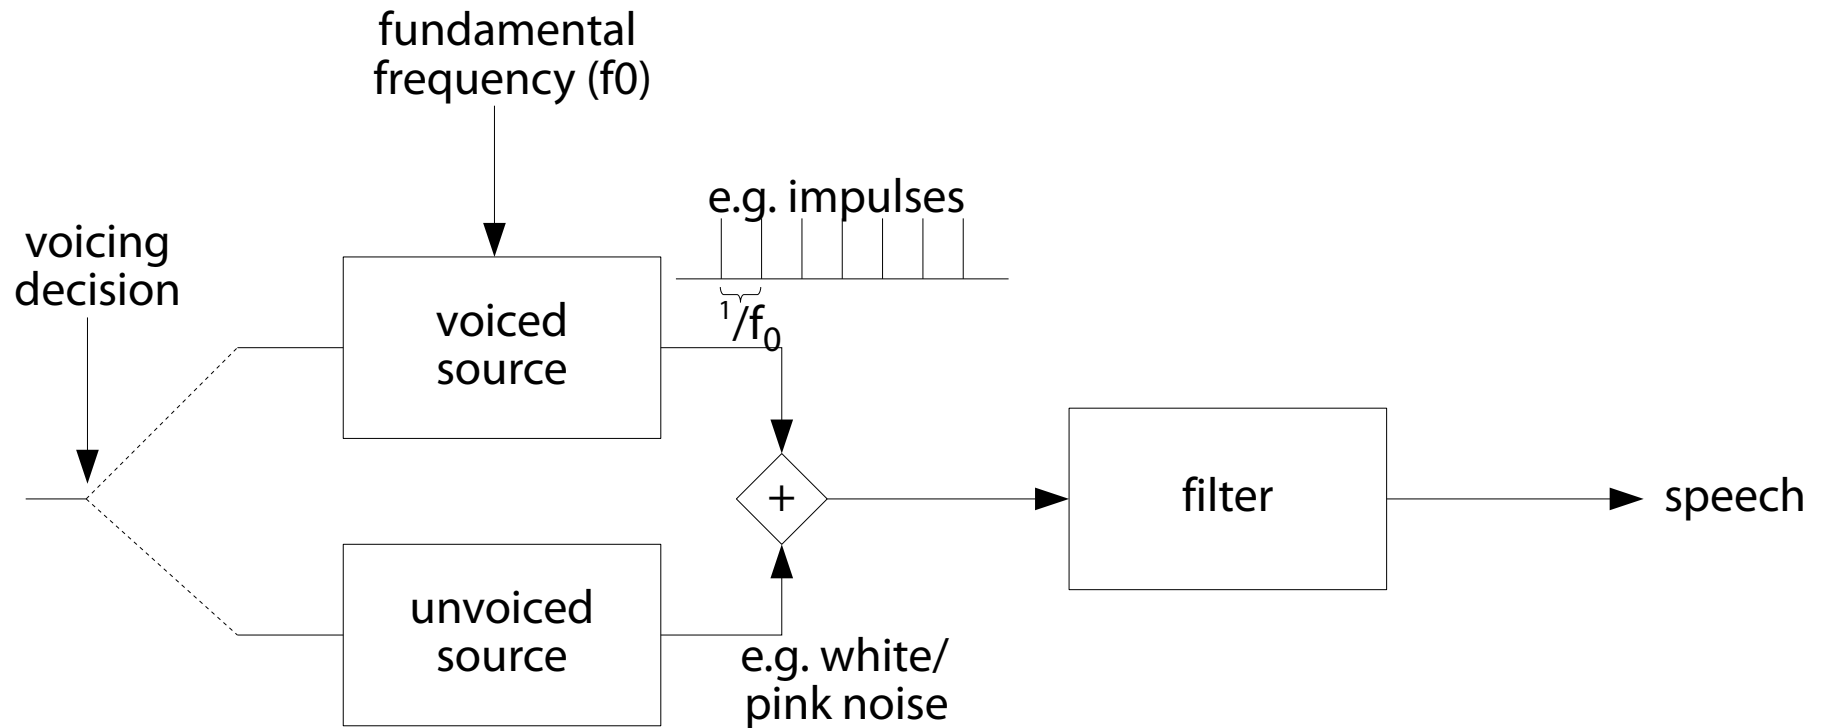 fundamental
frequency (f0)
e.g. impulses
voicing
decision
voiced
source
1/f0
+
filter
speech
unvoiced
source
e.g. white/
pink noise